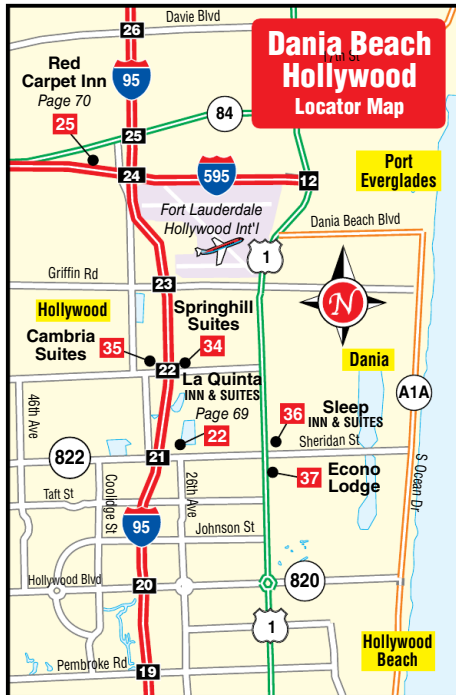 26
Davie Blvd
Dania Beach
Hollywood
Locator Map
Red
Carpet Inn
Page 70
25
95
84
25
Port
Everglades
24
595
12
Fort Lauderdale
Hollywood Int'l
Dania Beach Blvd
1
Griffin Rd
23
N
Hollywood
Springhill
Suites
34
Cambria
Suites
35
22
Dania
La Quinta
INN & SUITES
Page 69
22
A1A
46th Ave
36
Sleep
INN & SUITES
Sheridan St
822
21
37
Econo
Lodge
Coolidge St
26th Ave
S Ocean Dr
Taft St
95
Johnson St
Hollywood Blvd
20
820
1
Hollywood
Beach
Pembroke Rd
19